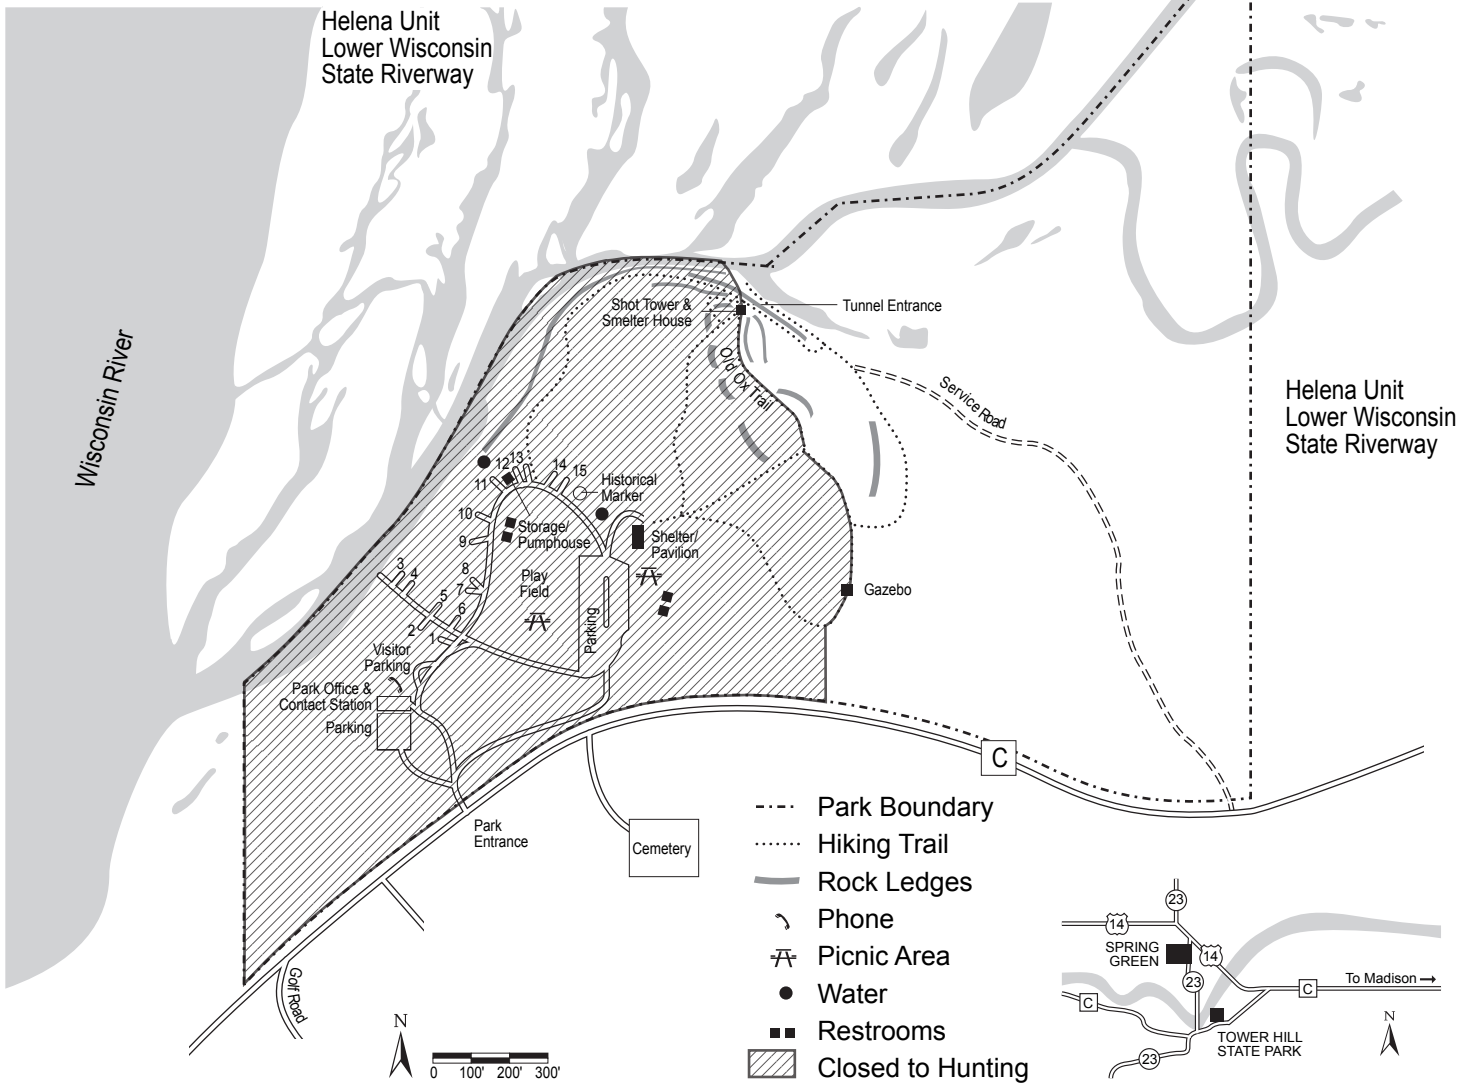 Helena Unit
Lower Wisconsin
State Riverway
Wisconsin River
Shot Tower &
Smelter House
Tunnel Entrance
Old Ox Trail
Service Road
Helena Unit
Lower Wisconsin
State Riverway
12
13
14
15
11
Historical
Marker
10
Storage/
Pumphouse
9
Shelter/
Pavilion
3
4
8
7
Play
Field
Gazebo
5
6
2
1
Parking
Visitor
Parking
Park Office &
Contact Station
Parking
C
Park
Entrance
Cemetery
Golf Road
Park Boundary
Hiking Trail
Rock Ledges
Phone
Picnic Area
Water
Restrooms
Closed to Hunting
N
0 100' 200' 300'
23
14
SPRING
GREEN
14
23
To Madison
C
C
TOWER HILL
STATE PARK
23
N